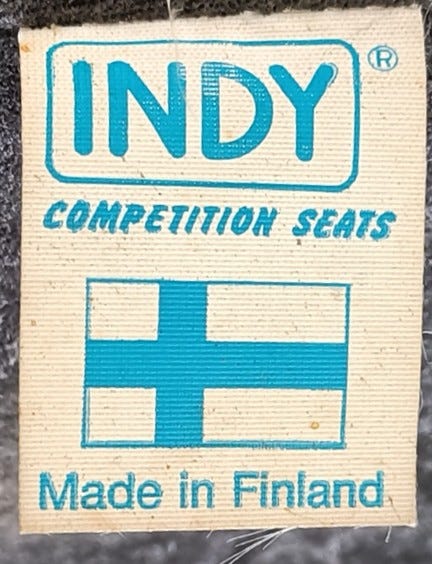 INDY®
COMPETITION SEATS
Made in Finland